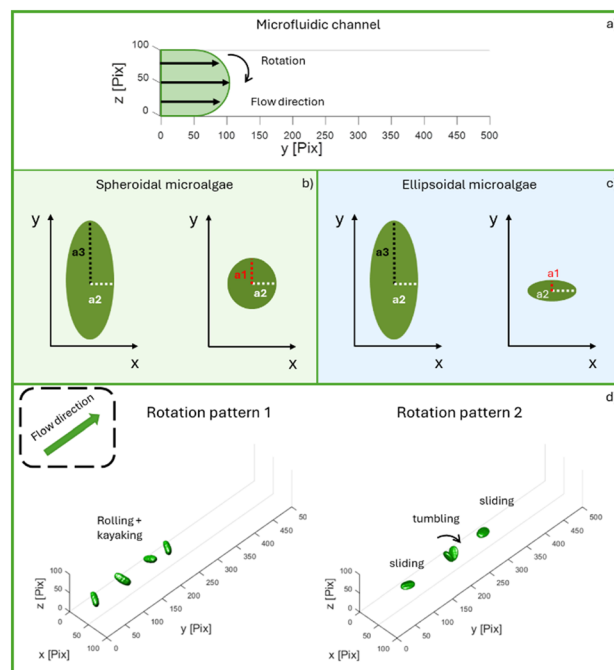 Microfluidic channel
a
z [Pix]
100
50
0
Rotation
Flow direction
0 50 100 150 200 250 300 350 400 450 500
y [Pix]
Spheroidal microalgae
b)
y
a3
a2
x
y
a1
a2
x
Ellipsoidal microalgae
c
y
a3
a2
x
y
a1
a2
x
d
Flow direction
Rotation pattern 1
Rolling +
kayaking
z [Pix]
100
50
0
x [Pix]
0
50
100
y [Pix]
0
50
100
150
200
250
300
350
400
450
50
Rotation pattern 2
sliding
tumbling
sliding
z [Pix]
100
50
0
x [Pix]
0
50
100
y [Pix]
0
50
100
150
200
250
300
350
400
450
500